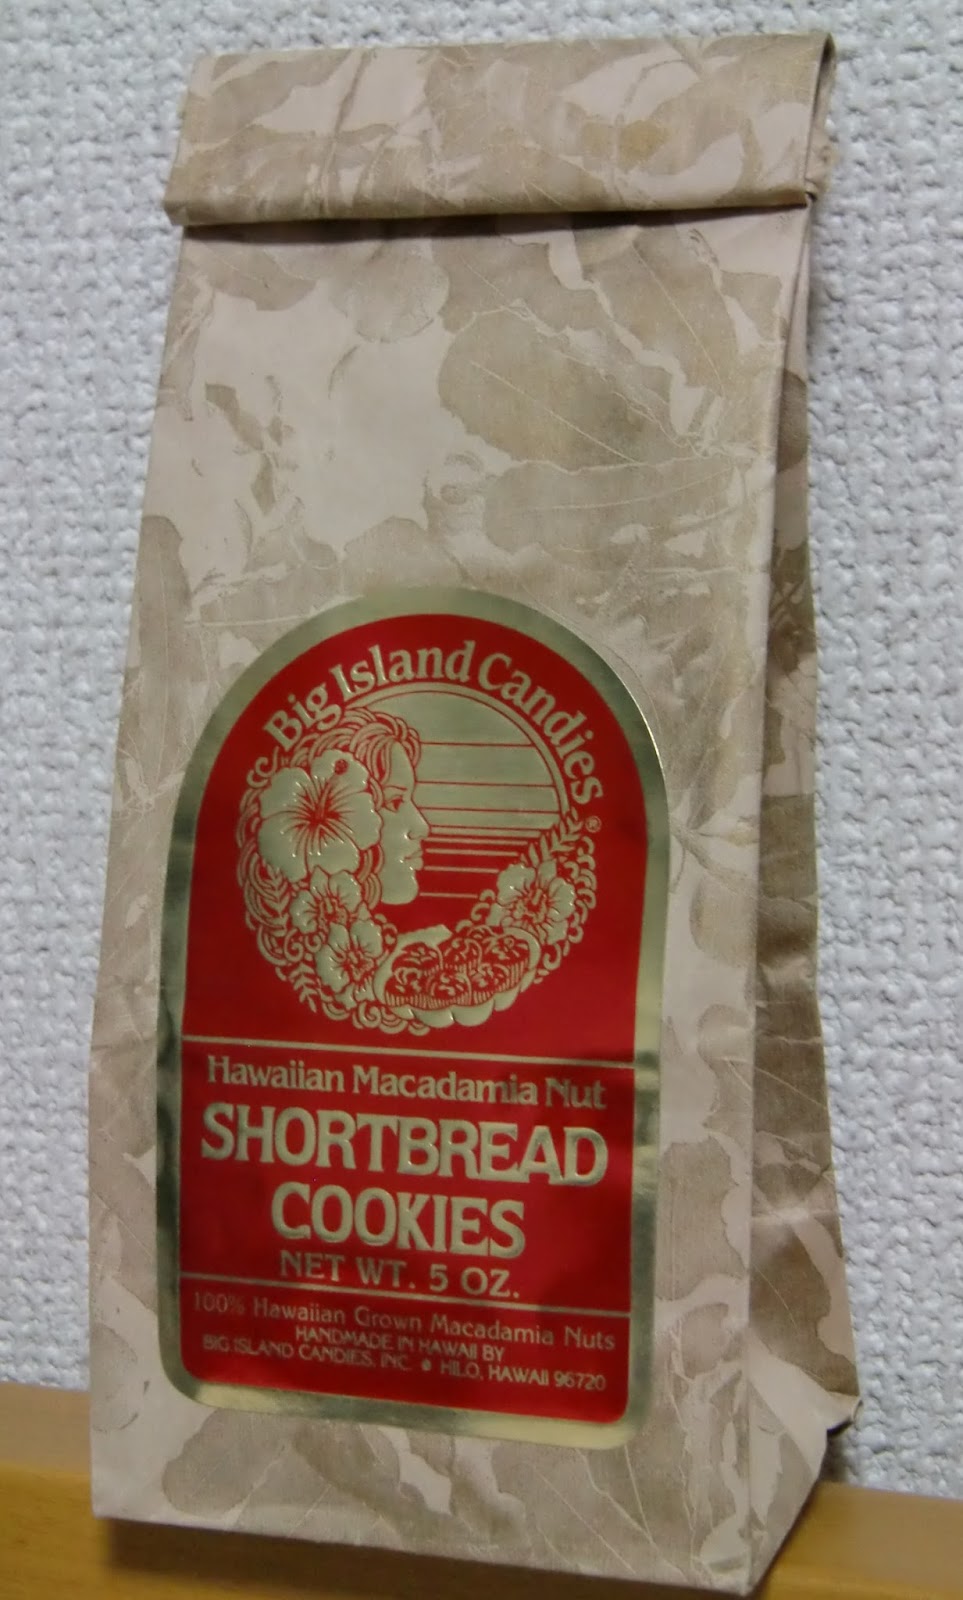 Big Island Candies ®
Hawaiian Macadamia Nut
SHORTBREAD
COOKIES
NET WT. 5 OZ.
100% Hawaiian Grown Macadamia Nuts
HANDMADE IN HAWAII BY
BIG ISLAND CANDIES, INC. • HILO, HAWAII 96720